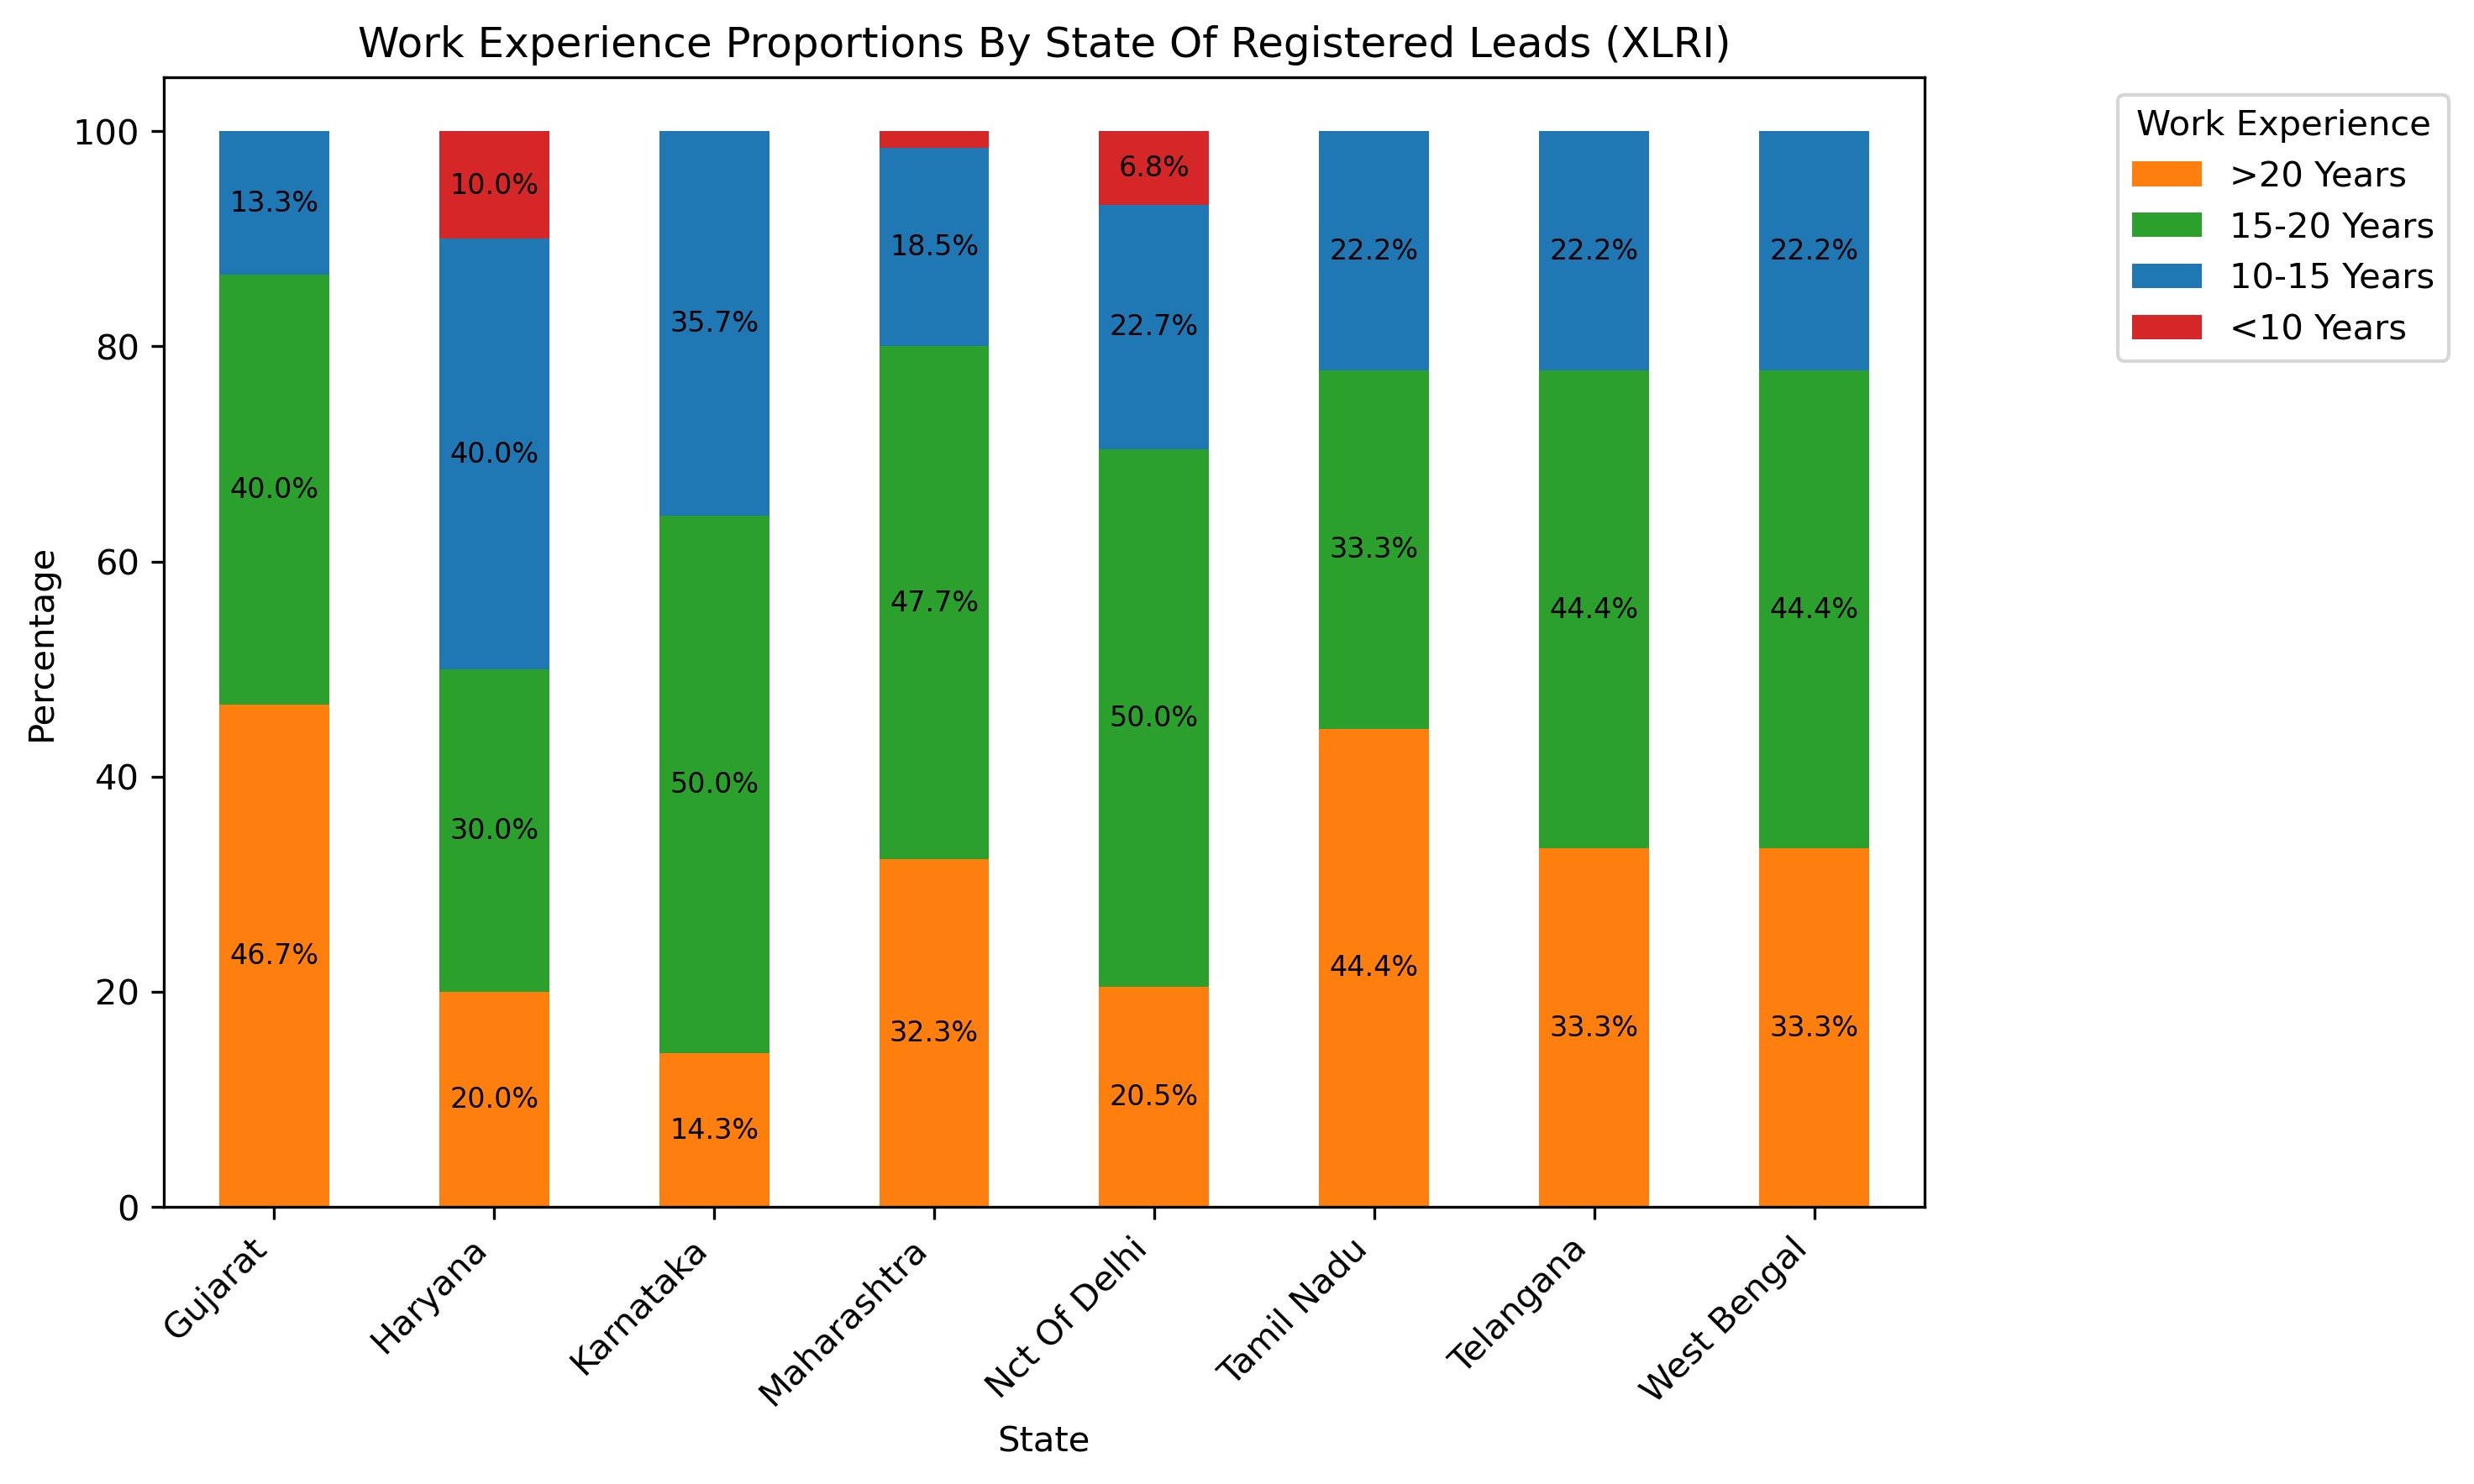 Work Experience Proportions By State Of Registered Leads (XLRI)
Work Experience
>20 Years
15-20 Years
10-15 Years
<10 Years
Percentage
100
80
60
40
20
0
13.3%
40.0%
46.7%
10.0%
40.0%
30.0%
20.0%
35.7%
50.0%
14.3%
18.5%
47.7%
32.3%
6.8%
22.7%
50.0%
20.5%
22.2%
33.3%
44.4%
22.2%
44.4%
33.3%
22.2%
44.4%
33.3%
Gujarat
Haryana
Karnataka
Maharashtra
Nct Of Delhi
Tamil Nadu
Telangana
West Bengal
State